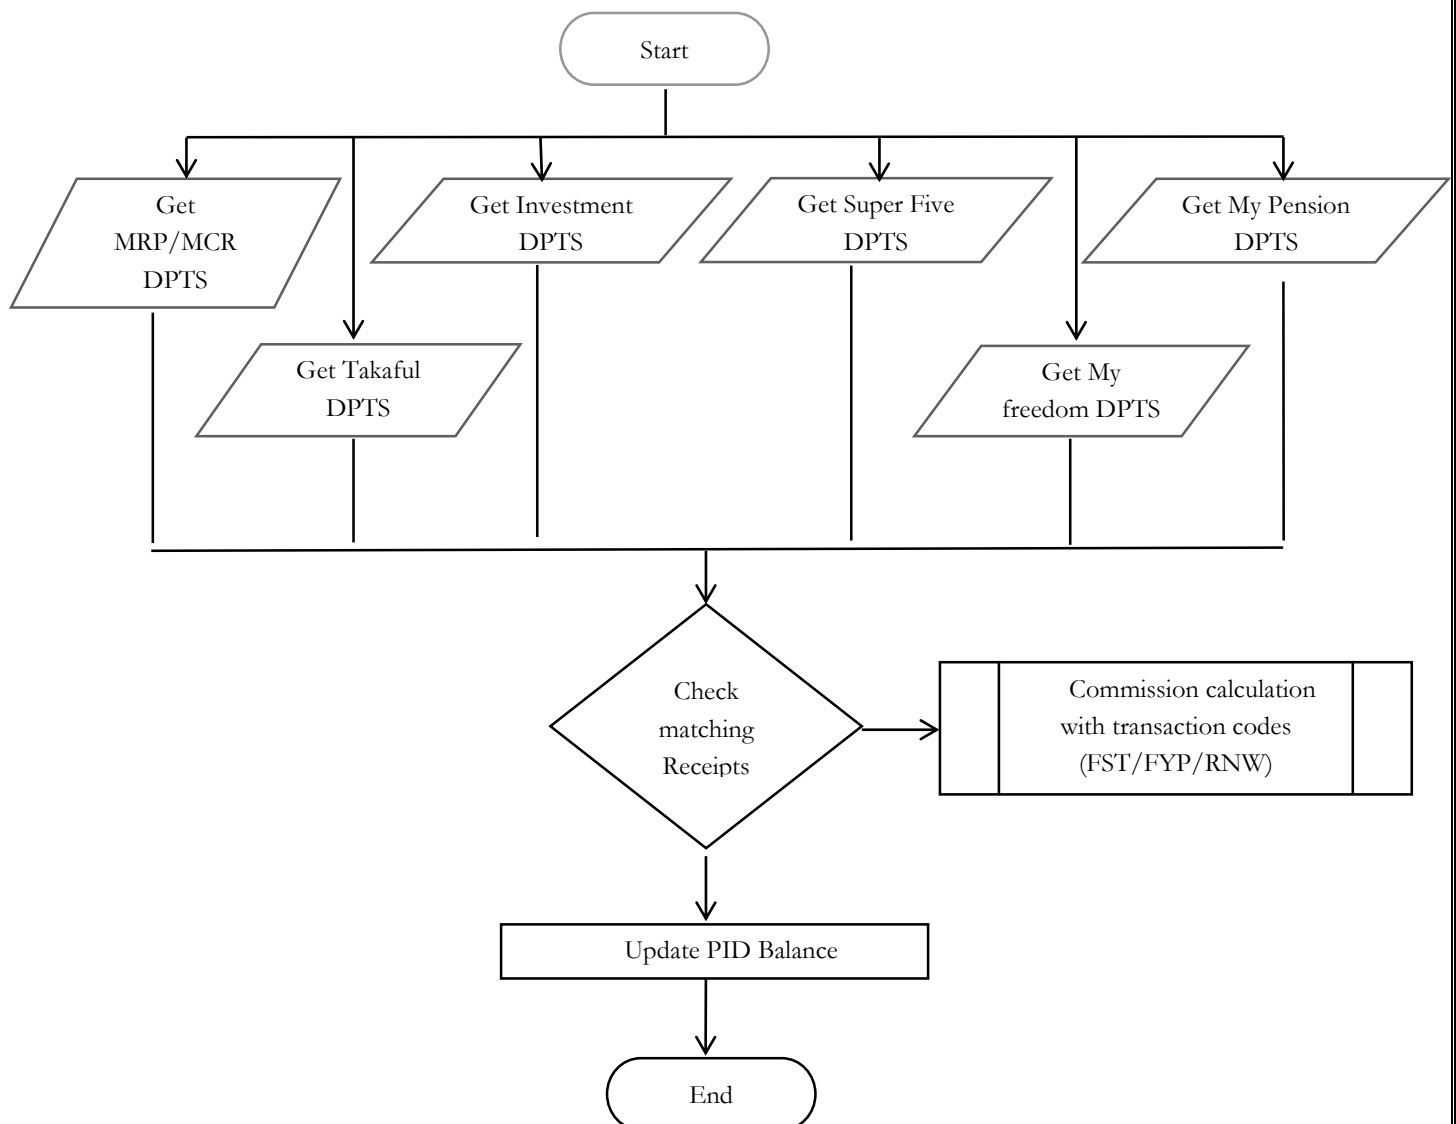 Start
Get
MRP/MCR
DPTS
Get Investment
DPTS
Get Super Five
DPTS
Get My Pension
DPTS
Get Takaful
DPTS
Get My
freedom DPTS
Check
matching
Receipts
Commission calculation
with transaction codes
(FST/FYP/RNW)
Update PID Balance
End